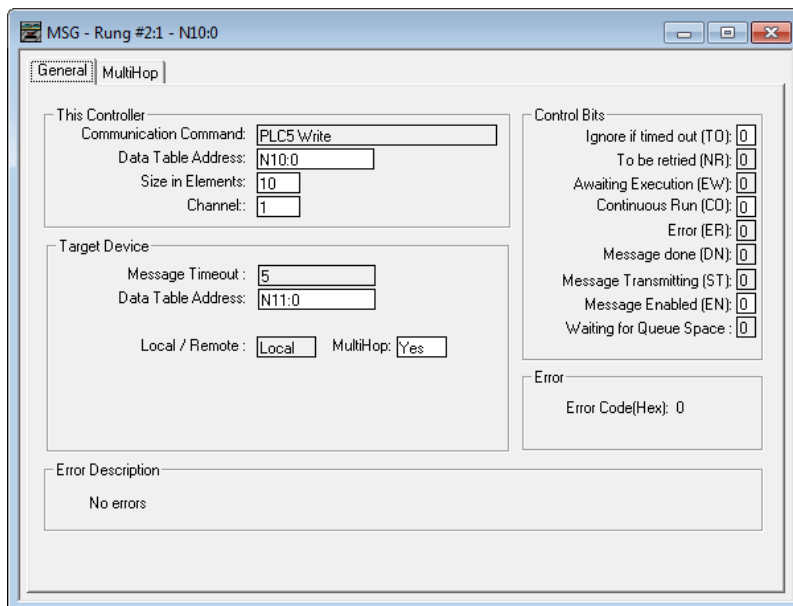 MSG - Rung #2:1 - N10:0
General MultiHop
This Controller
Communication Command: PLC5 Write
Data Table Address: N10:0
Size in Elements: 10
Channel:: 1
Target Device
Message Timeout : 5
Data Table Address: N11:0
Local / Remote : Local MultiHop: Yes
Control Bits
Ignore if timed out (TO): 0
To be retried (NR): 0
Awaiting Execution (EW): 0
Continuous Run (CO): 0
Error (ER): 0
Message done (DN): 0
Message Transmitting (ST): 0
Message Enabled (EN): 0
Waiting for Queue Space : 0
Error
Error Code(Hex): 0
Error Description
No errors